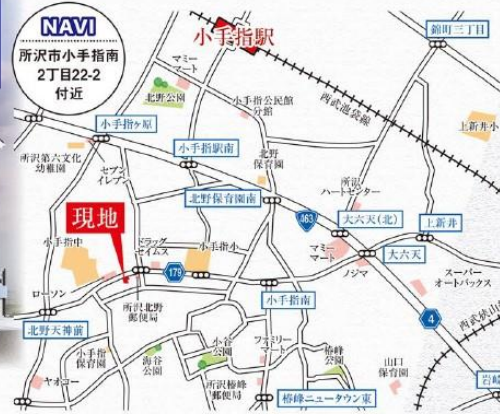 NAVI
所沢市小手指南
2丁目22-2
付近
小手指駅
マミー
マート
錦町三丁目
北野公園
小手指公民館
分館
西武池袋線
上新井小
小手指ヶ原
所沢第六文化
幼稚園
セブン
イレブン
小手指駅南
北野
保育園
所沢
ハートセンター
北野保育園南
463
大六天(北)
上新井
現地
小手指中
ドラッグ
セイムス
小手指小
179
マミー
マート
ノジマ
大六天
スーパー
オートバックス
ローソン
所沢北野
郵便局
小手指南
4
西武狭山
北野天神前
小手指
保育園
海谷
公園
小谷
公園
ファミリー
マート
椿峰
公園
山口
保育園
岩崎
ヤオコー
所沢椿峰
郵便局
椿峰ニュータウン東